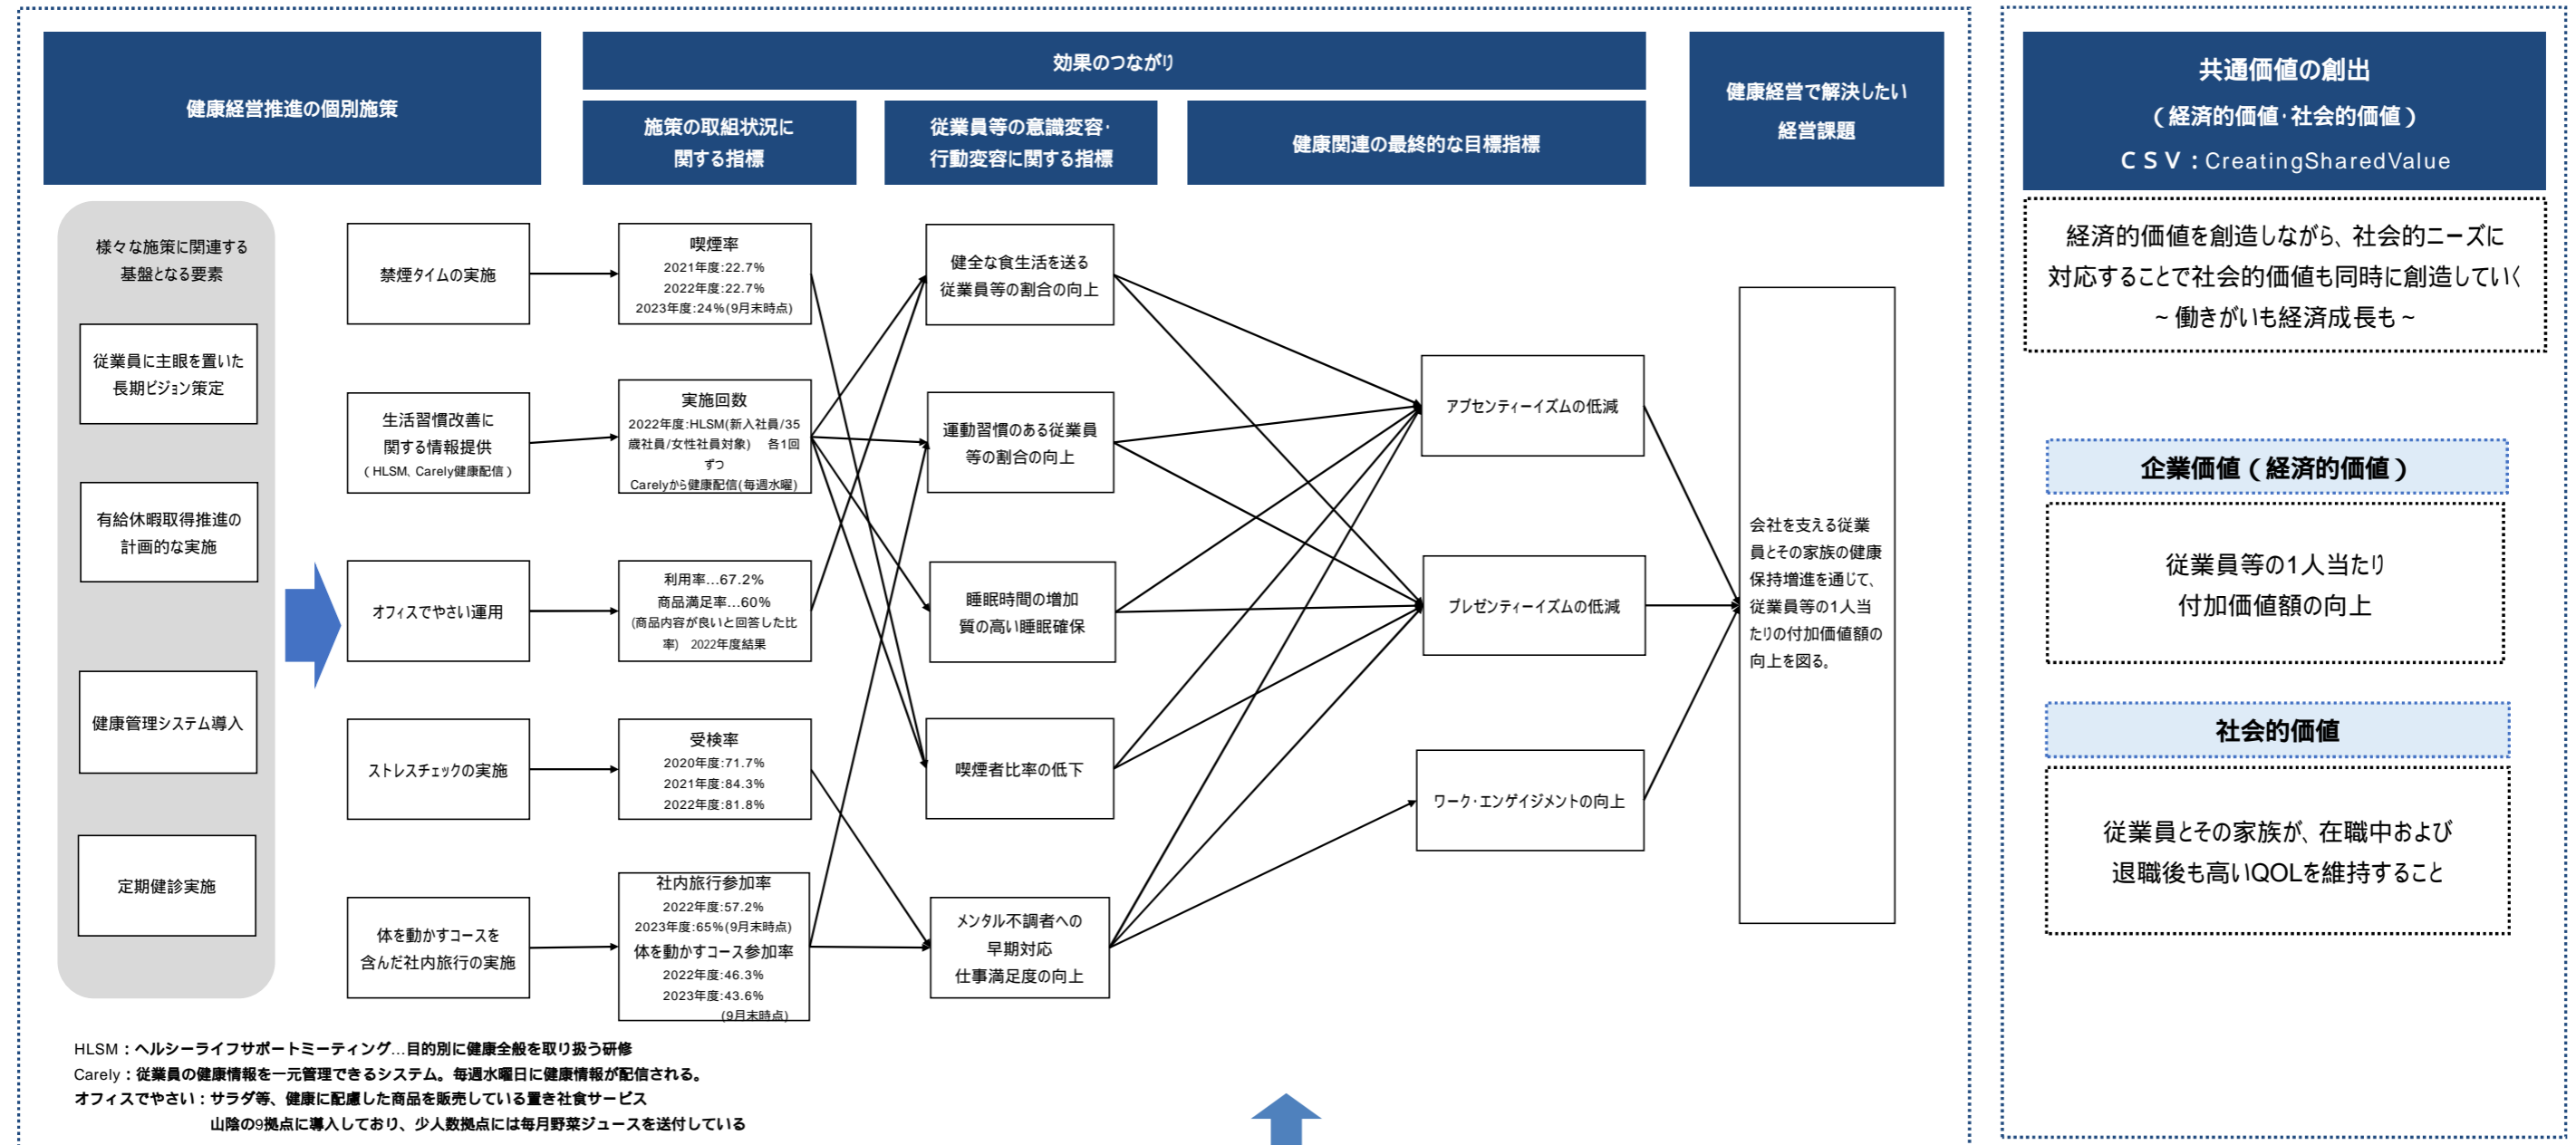 健康経営推進の個別施策
効果のつながり
施策の取組状況に
関する指標
従業員等の意識変容・
行動変容に関する指標
健康関連の最終的な目標指標
健康経営で解決したい
経営課題
様々な施策に関連する
基盤となる要素
従業員に主眼を置いた
長期ビジョン策定
有給休暇取得推進の
計画的な実施
健康管理システム導入
定期健診実施
禁煙タイムの実施
生活習慣改善に
関する情報提供
(HLSM、Carely健康配信)
オフィスでやさい運用
ストレスチェックの実施
体を動かすコースを
含んだ社内旅行の実施
喫煙率
2021年度:22.7%
2022年度:22.7%
2023年度:24%(9月末時点)
実施回数
2022年度:HLSM(新入社員/35
歳社員/女性社員対象)　各1回
ずつ
Carelyから健康配信(毎週水曜)
利用率…67.2%
商品満足率…60%
(商品内容が良いと回答した比
率)　2022年度結果
受検率
2020年度:71.7%
2021年度:84.3%
2022年度:81.8%
社内旅行参加率
2022年度:57.2%
2023年度:65%(9月末時点)
体を動かすコース参加率
2022年度:46.3%
2023年度:43.6%
(9月末時点)
健全な食生活を送る
従業員等の割合の向上
運動習慣のある従業員
等の割合の向上
睡眠時間の増加
質の高い睡眠確保
喫煙者比率の低下
メンタル不調者への
早期対応
仕事満足度の向上
アブセンティーイズムの低減
プレゼンティーイズムの低減
ワーク・エンゲイジメントの向上
会社を支える従業
員とその家族の健康
保持増進を通じて、
従業員等の1人当
たりの付加価値額の
向上を図る。
HLSM：ヘルシーライフサポートミーティング…目的別に健康全般を取り扱う研修
Carely：従業員の健康情報を一元管理できるシステム。毎週水曜日に健康情報が配信される。
オフィスでやさい：サラダ等、健康に配慮した商品を販売している置き社食サービス
山陰の9拠点に導入しており、少人数拠点には毎月野菜ジュースを送付している
共通価値の創出
(経済的価値・社会的価値)
ＣＳＶ：CreatingSharedValue
経済的価値を創造しながら、社会的ニーズに
対応することで社会的価値も同時に創造していく
~働きがいも経済成長も~
企業価値(経済的価値)
従業員等の1人当たり
付加価値額の向上
社会的価値
従業員とその家族が、在職中および
退職後も高いQOLを維持すること